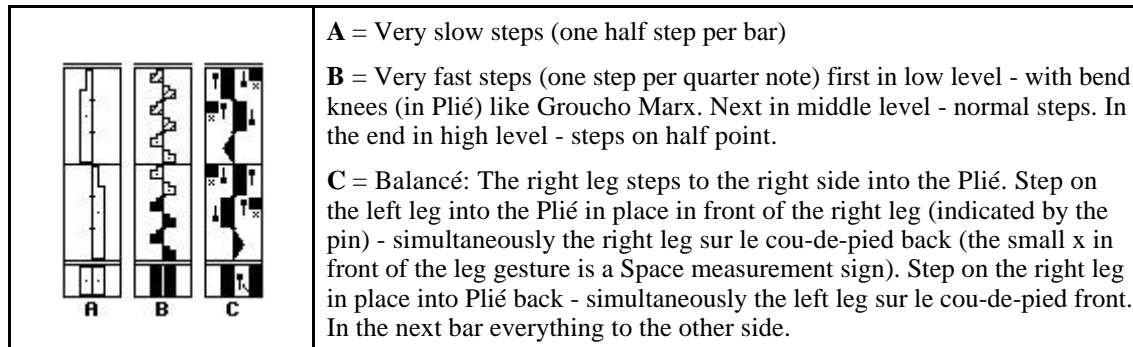 A = Very slow steps (one half step per bar)
B = Very fast steps (one step per quarter note) first in low level - with bend
knees (in Plié) like Groucho Marx. Next in middle level - normal steps. In
the end in high level - steps on half point.
C = Balancé: The right leg steps to the right side into the Plié. Step on
the left leg into the Plié in place in front of the right leg (indicated by the
pin) - simultaneously the right leg sur le cou-de-pied back (the small x in
front of the leg gesture is a Space measurement sign). Step on the right leg
in place into Plié back - simultaneously the left leg sur le cou-de-pied front.
In the next bar everything to the other side.
A B C